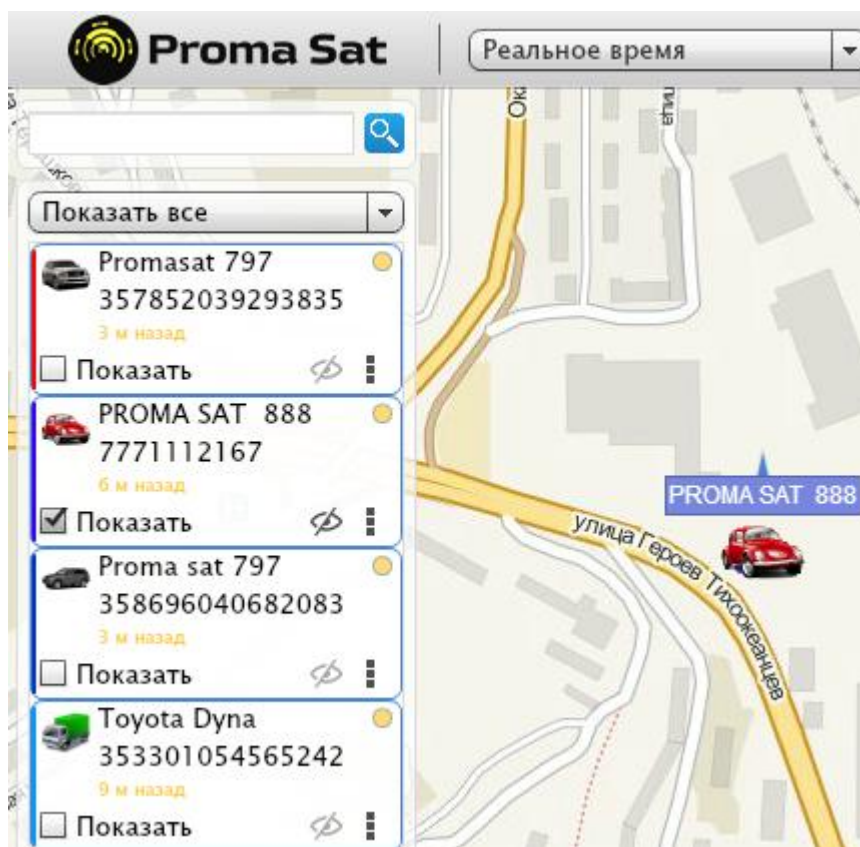 Proma Sat
Реальное время
Показать все
Promasat 797
357852039293835
3 м назад
Показать
PROMA SAT 888
7771112167
6 м назад
Показать
Proma sat 797
358696040682083
3 м назад
Показать
Toyota Dyna
353301054565242
9 м назад
Показать
PROMA SAT 888
улица Героев Тихоокеанцев